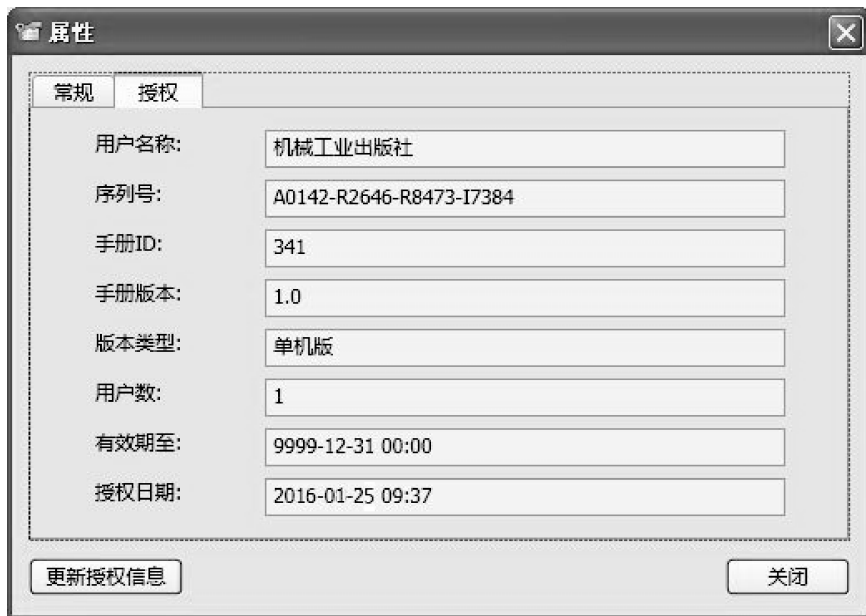 属性
常规 授权
用户名称: 机械工业出版社
序列号: A0142-R2646-R8473-I7384
手册ID: 341
手册版本: 1.0
版本类型: 单机版
用户数: 1
有效期至: 9999-12-31 00:00
授权日期: 2016-01-25 09:37
更新授权信息 关闭